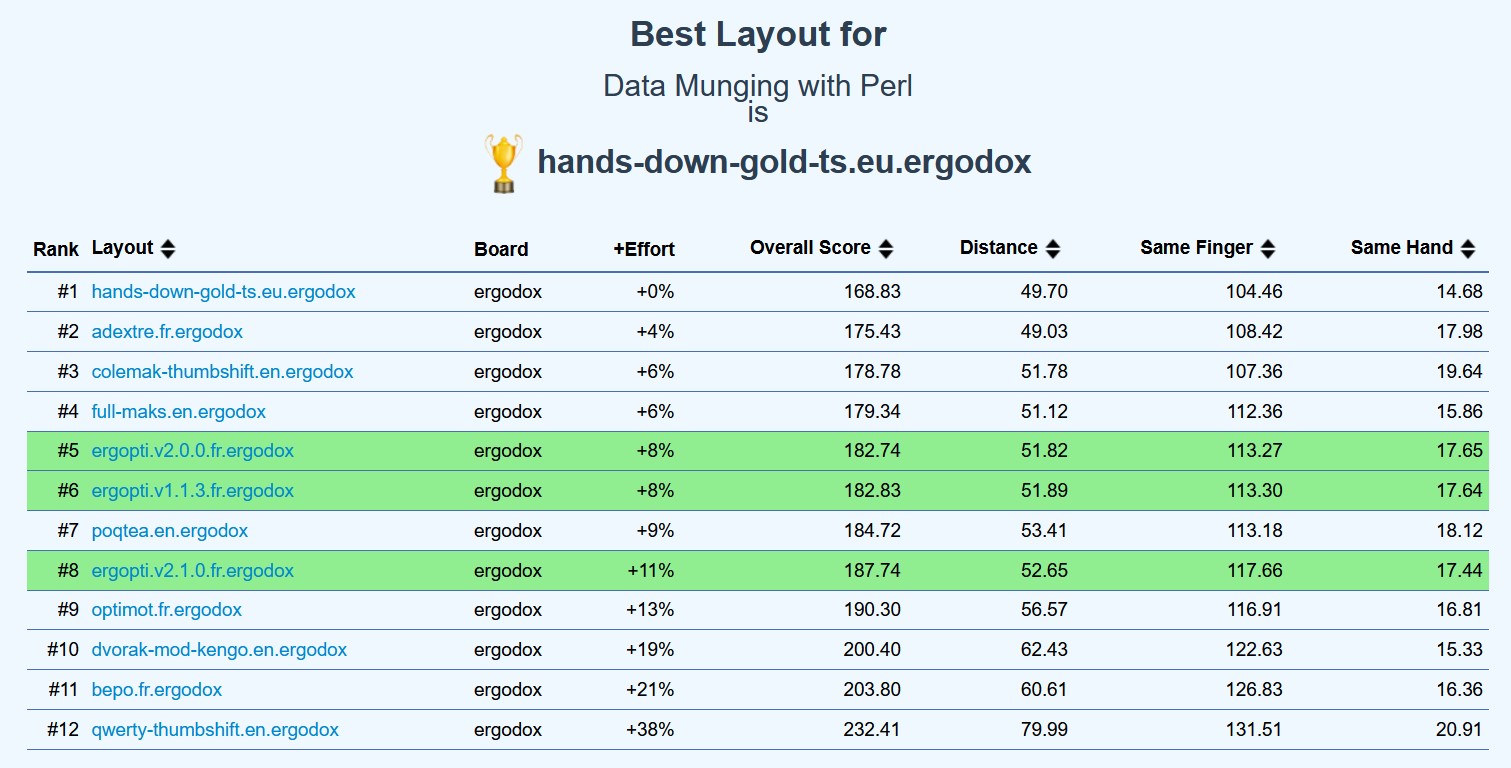 Best Layout for
Data Munging with Perl
is
hands-down-gold-ts.eu.ergodox
Rank Layout Board +Effort Overall Score Distance Same Finger Same Hand
#1 hands-down-gold-ts.eu.ergodox ergodox +0% 168.83 49.70 104.46 14.68
#2 adextre.fr.ergodox ergodox +4% 175.43 49.03 108.42 17.98
#3 colemak-thumbshift.en.ergodox ergodox +6% 178.78 51.78 107.36 19.64
#4 full-maks.en.ergodox ergodox +6% 179.34 51.12 112.36 15.86
#5 ergopti.v2.0.0.fr.ergodox ergodox +8% 182.74 51.82 113.27 17.65
#6 ergopti.v1.1.3.fr.ergodox ergodox +8% 182.83 51.89 113.30 17.64
#7 poqtea.en.ergodox ergodox +9% 184.72 53.41 113.18 18.12
#8 ergopti.v2.1.0.fr.ergodox ergodox +11% 187.74 52.65 117.66 17.44
#9 optimot.fr.ergodox ergodox +13% 190.30 56.57 116.91 16.81
#10 dvorak-mod-kengo.en.ergodox ergodox +19% 200.40 62.43 122.63 15.33
#11 bepo.fr.ergodox ergodox +21% 203.80 60.61 126.83 16.36
#12 qwerty-thumbshift.en.ergodox ergodox +38% 232.41 79.99 131.51 20.91